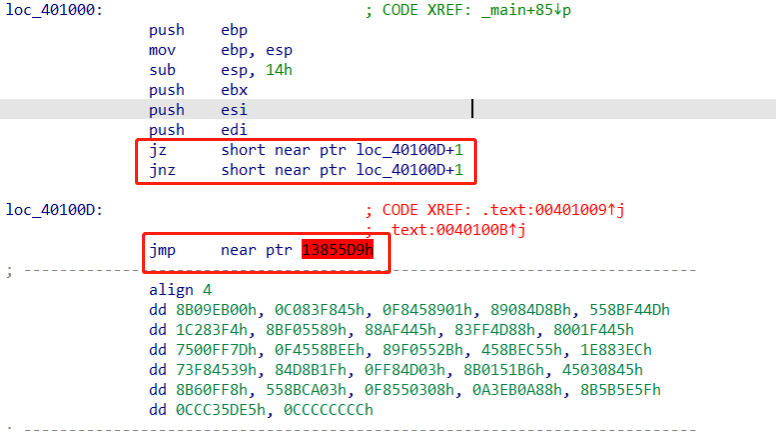 loc_401000: ; CODE XREF: _main+85↓p
push ebp
mov ebp, esp
sub esp, 14h
push ebx
push esi
push edi
jz short near ptr loc_40100D+1
jnz short near ptr loc_40100D+1
loc_40100D: ; CODE XREF: .text:00401009↑j
; .text:0040100B↑j
jmp near ptr 13855D9h
; ---------------------------------------------------------------------------
align 4
dd 8B09EB00h, 0C083F845h, 0F8458901h, 89084D8Bh, 558BF44Dh
dd 1C283F4h, 8BF05589h, 88AF445h, 83FF4D88h, 8001F445h
dd 7500FF7Dh, 0F4558BEEh, 89F0552Bh, 458BEC55h, 1E883ECh
dd 73F84539h, 84D8B1Fh, 0FF84D03h, 8B0151B6h, 45030845h
dd 8B60FF8h, 558BCA03h, 0F8550308h, 0A3EB0A88h, 8B5B5E5Fh
dd 0CCC35DE5h, 0CCCCCCCCh
; ---------------------------------------------------------------------------